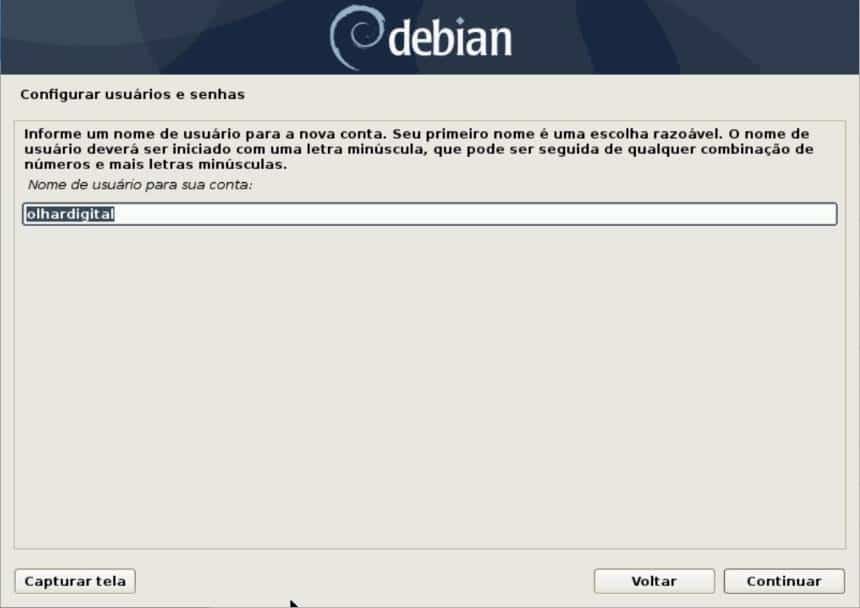 debian
Configurar usuários e senhas
Informe um nome de usuário para a nova conta. Seu primeiro nome é uma escolha razoável. O nome de
usuário deverá ser iniciado com uma letra minúscula, que pode ser seguida de qualquer combinação de
números e mais letras minúsculas.
Nome de usuário para sua conta:
olhardigital
Capturar tela
Voltar
Continuar